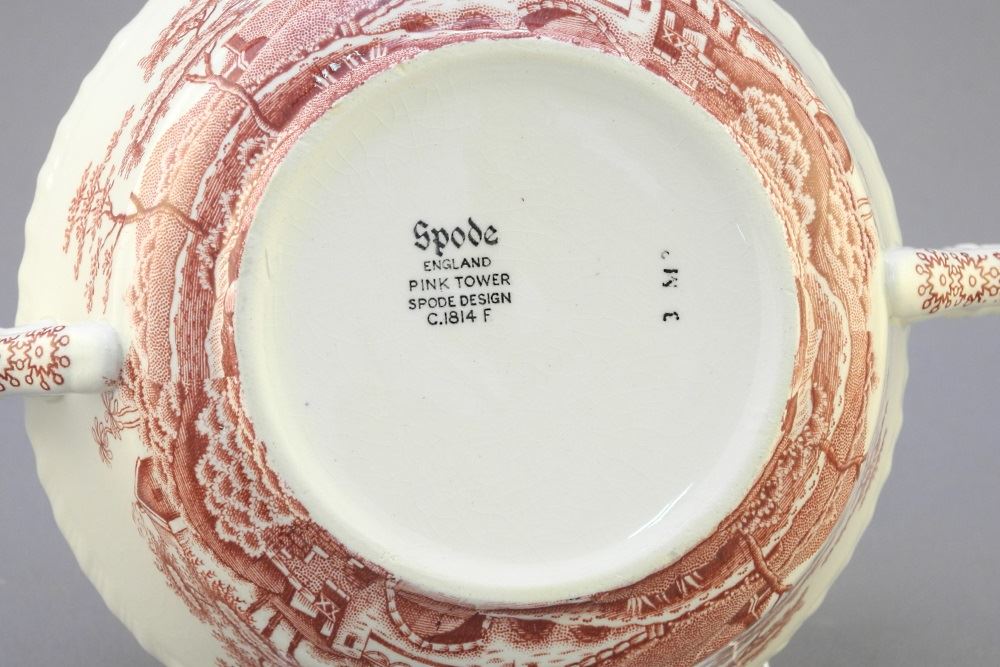 Spode
ENGLAND
PINK TOWER
SPODE DESIGN
C.1814 F